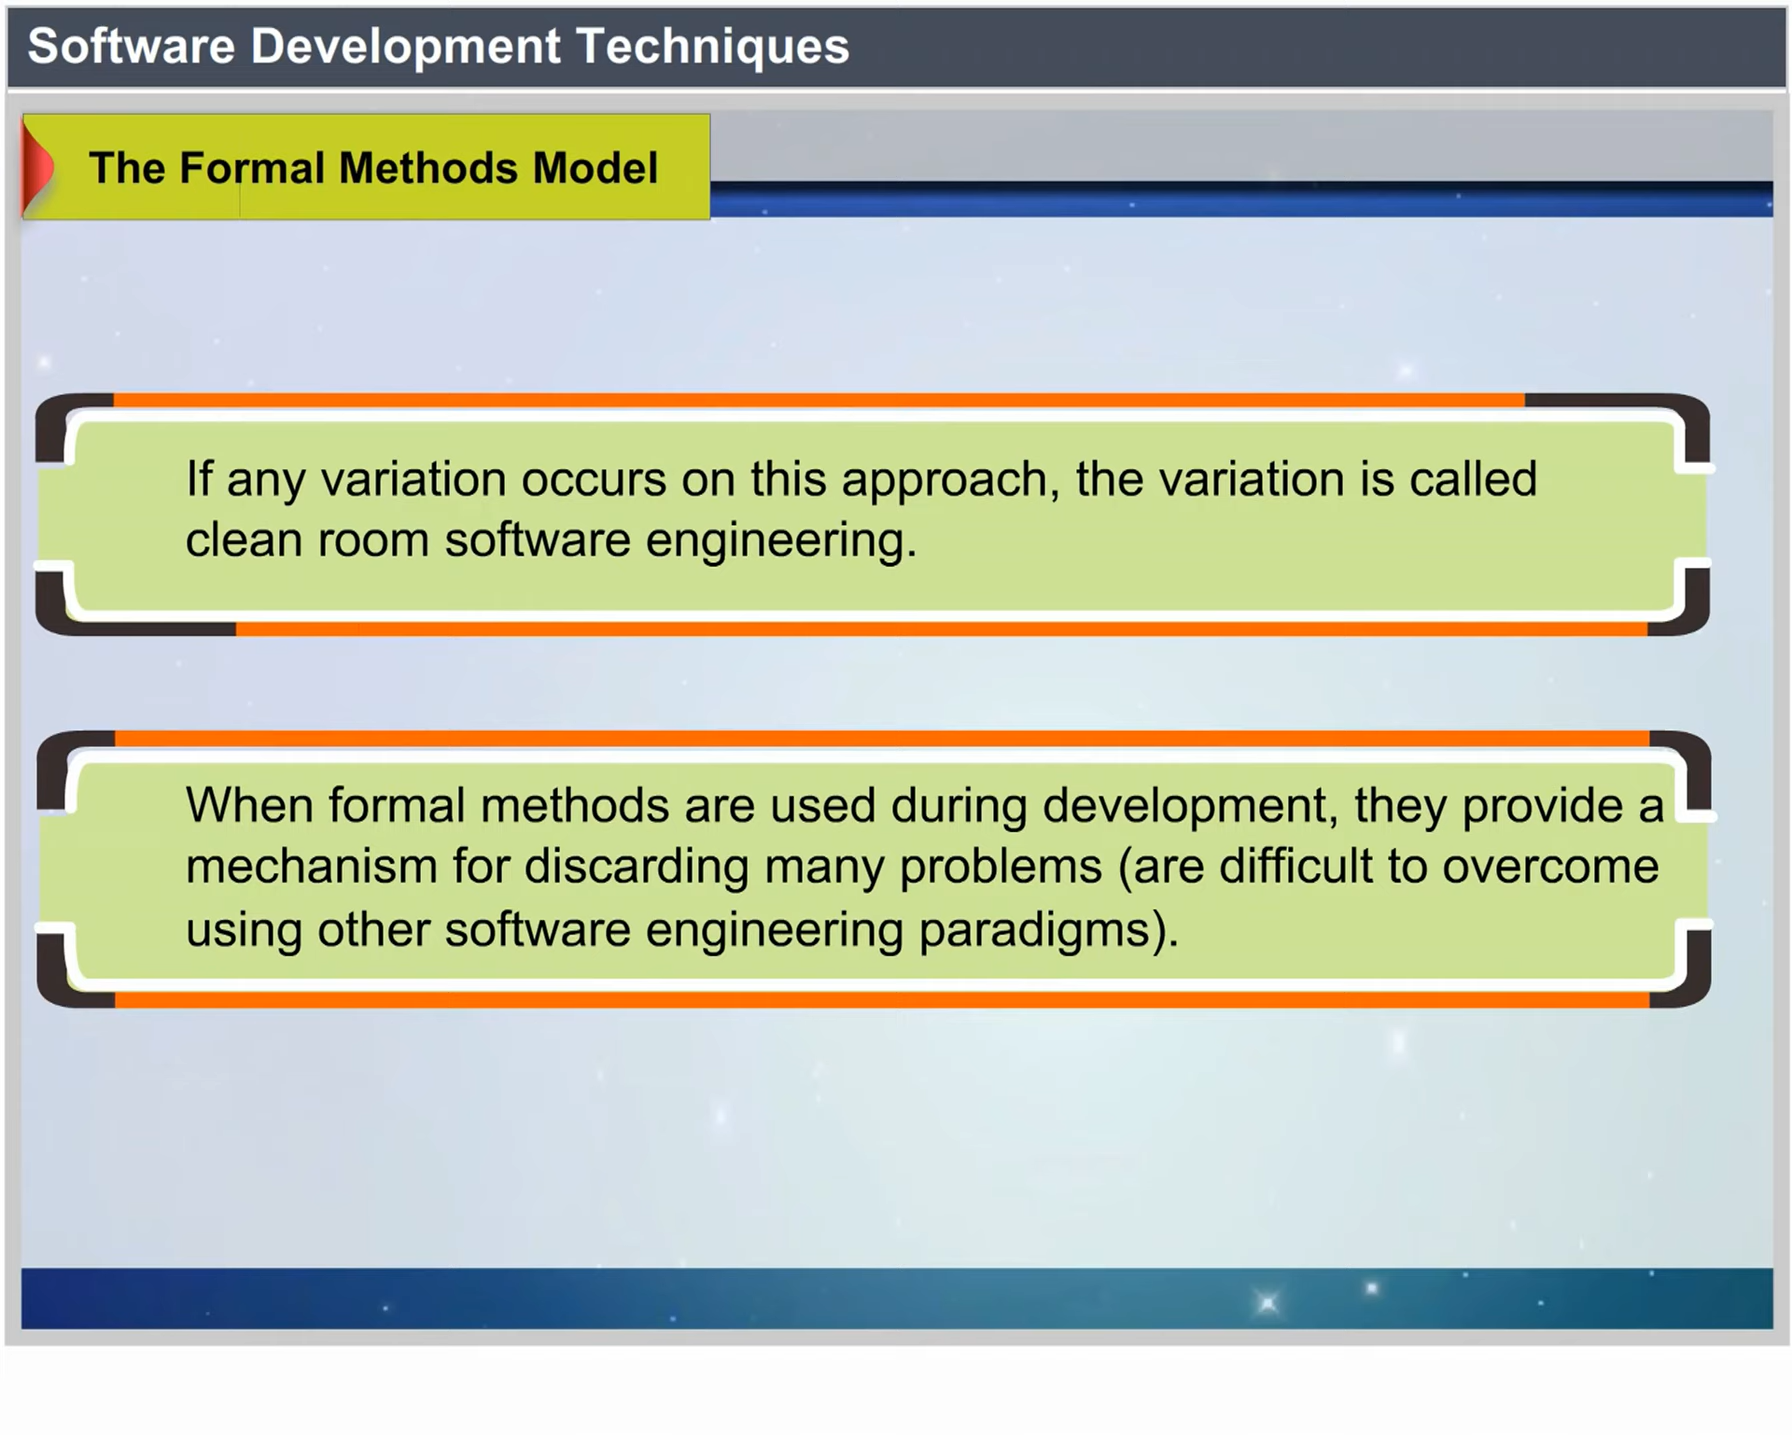 Software Development Techniques
The Formal Methods Model
If any variation occurs on this approach, the variation is called
clean room software engineering.
When formal methods are used during development, they provide a
mechanism for discarding many problems (are difficult to overcome
using other software engineering paradigms).